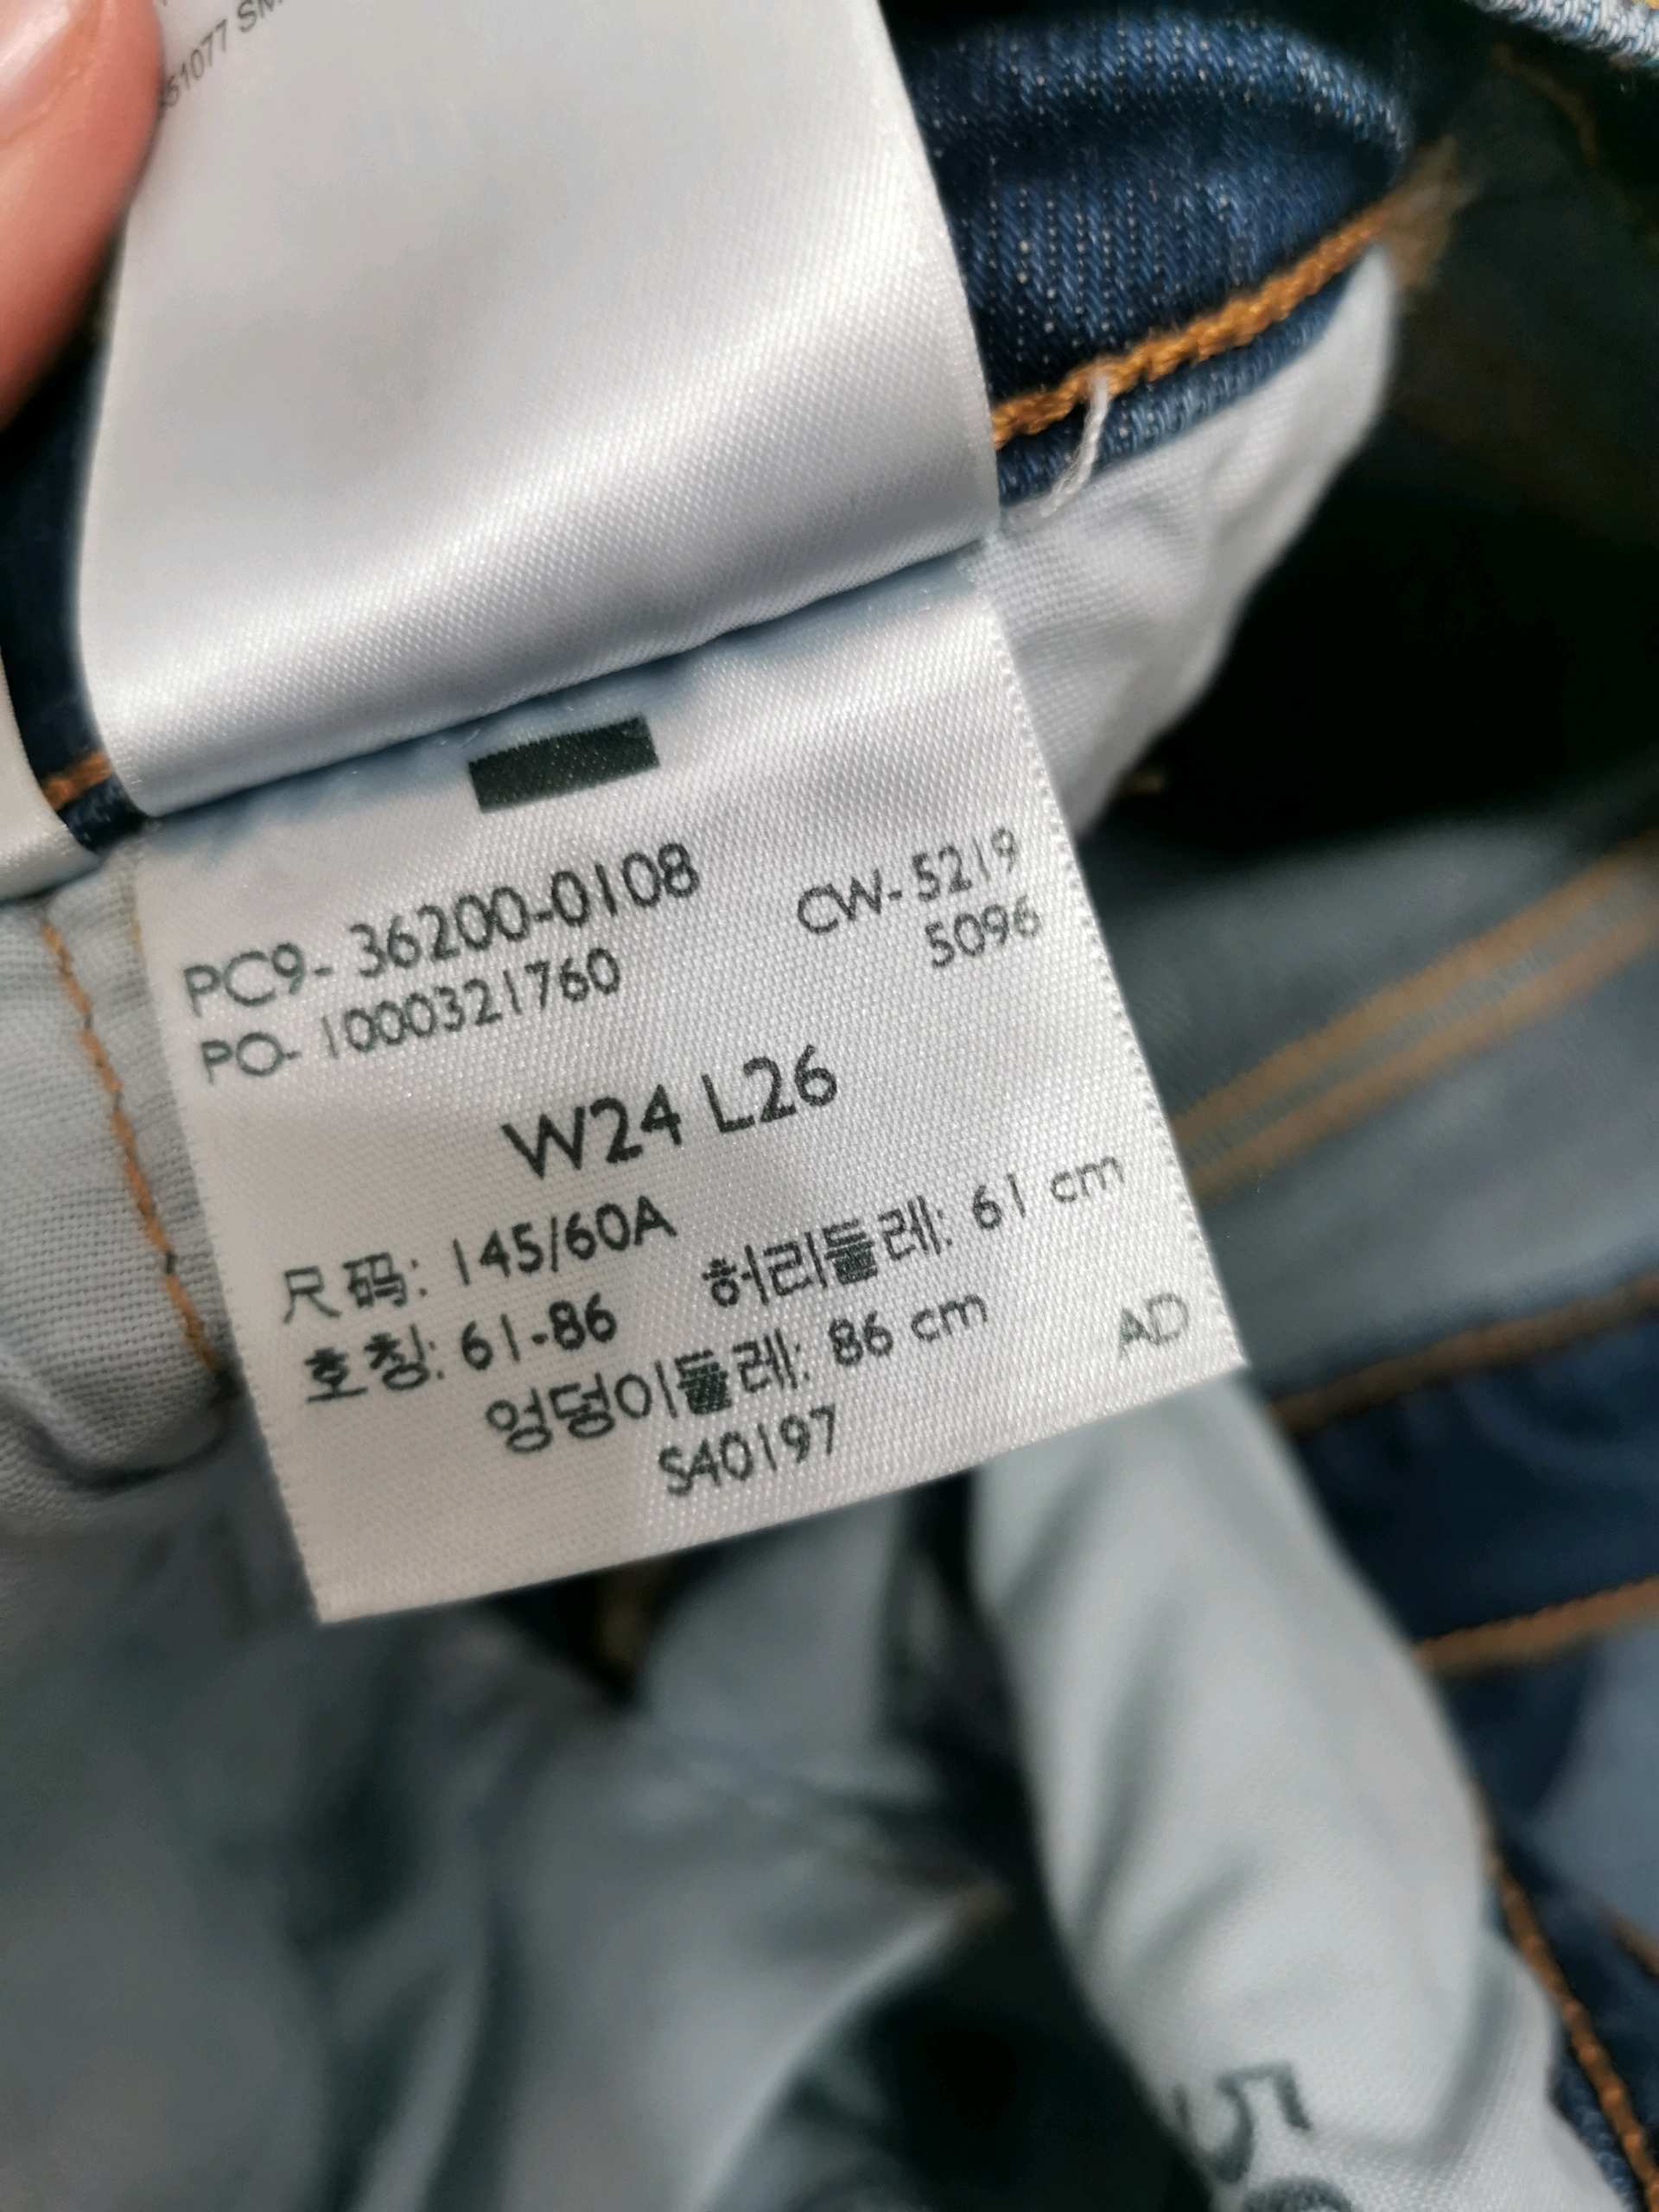 51077
PC9- 36200-0108
CW- 5219
PO- 1000321760
5096
W24 L26
尺码: 145/60A
허리둘레: 61 cm
호칭: 61-86
엉덩이둘레: 86 cm
AD
S40197